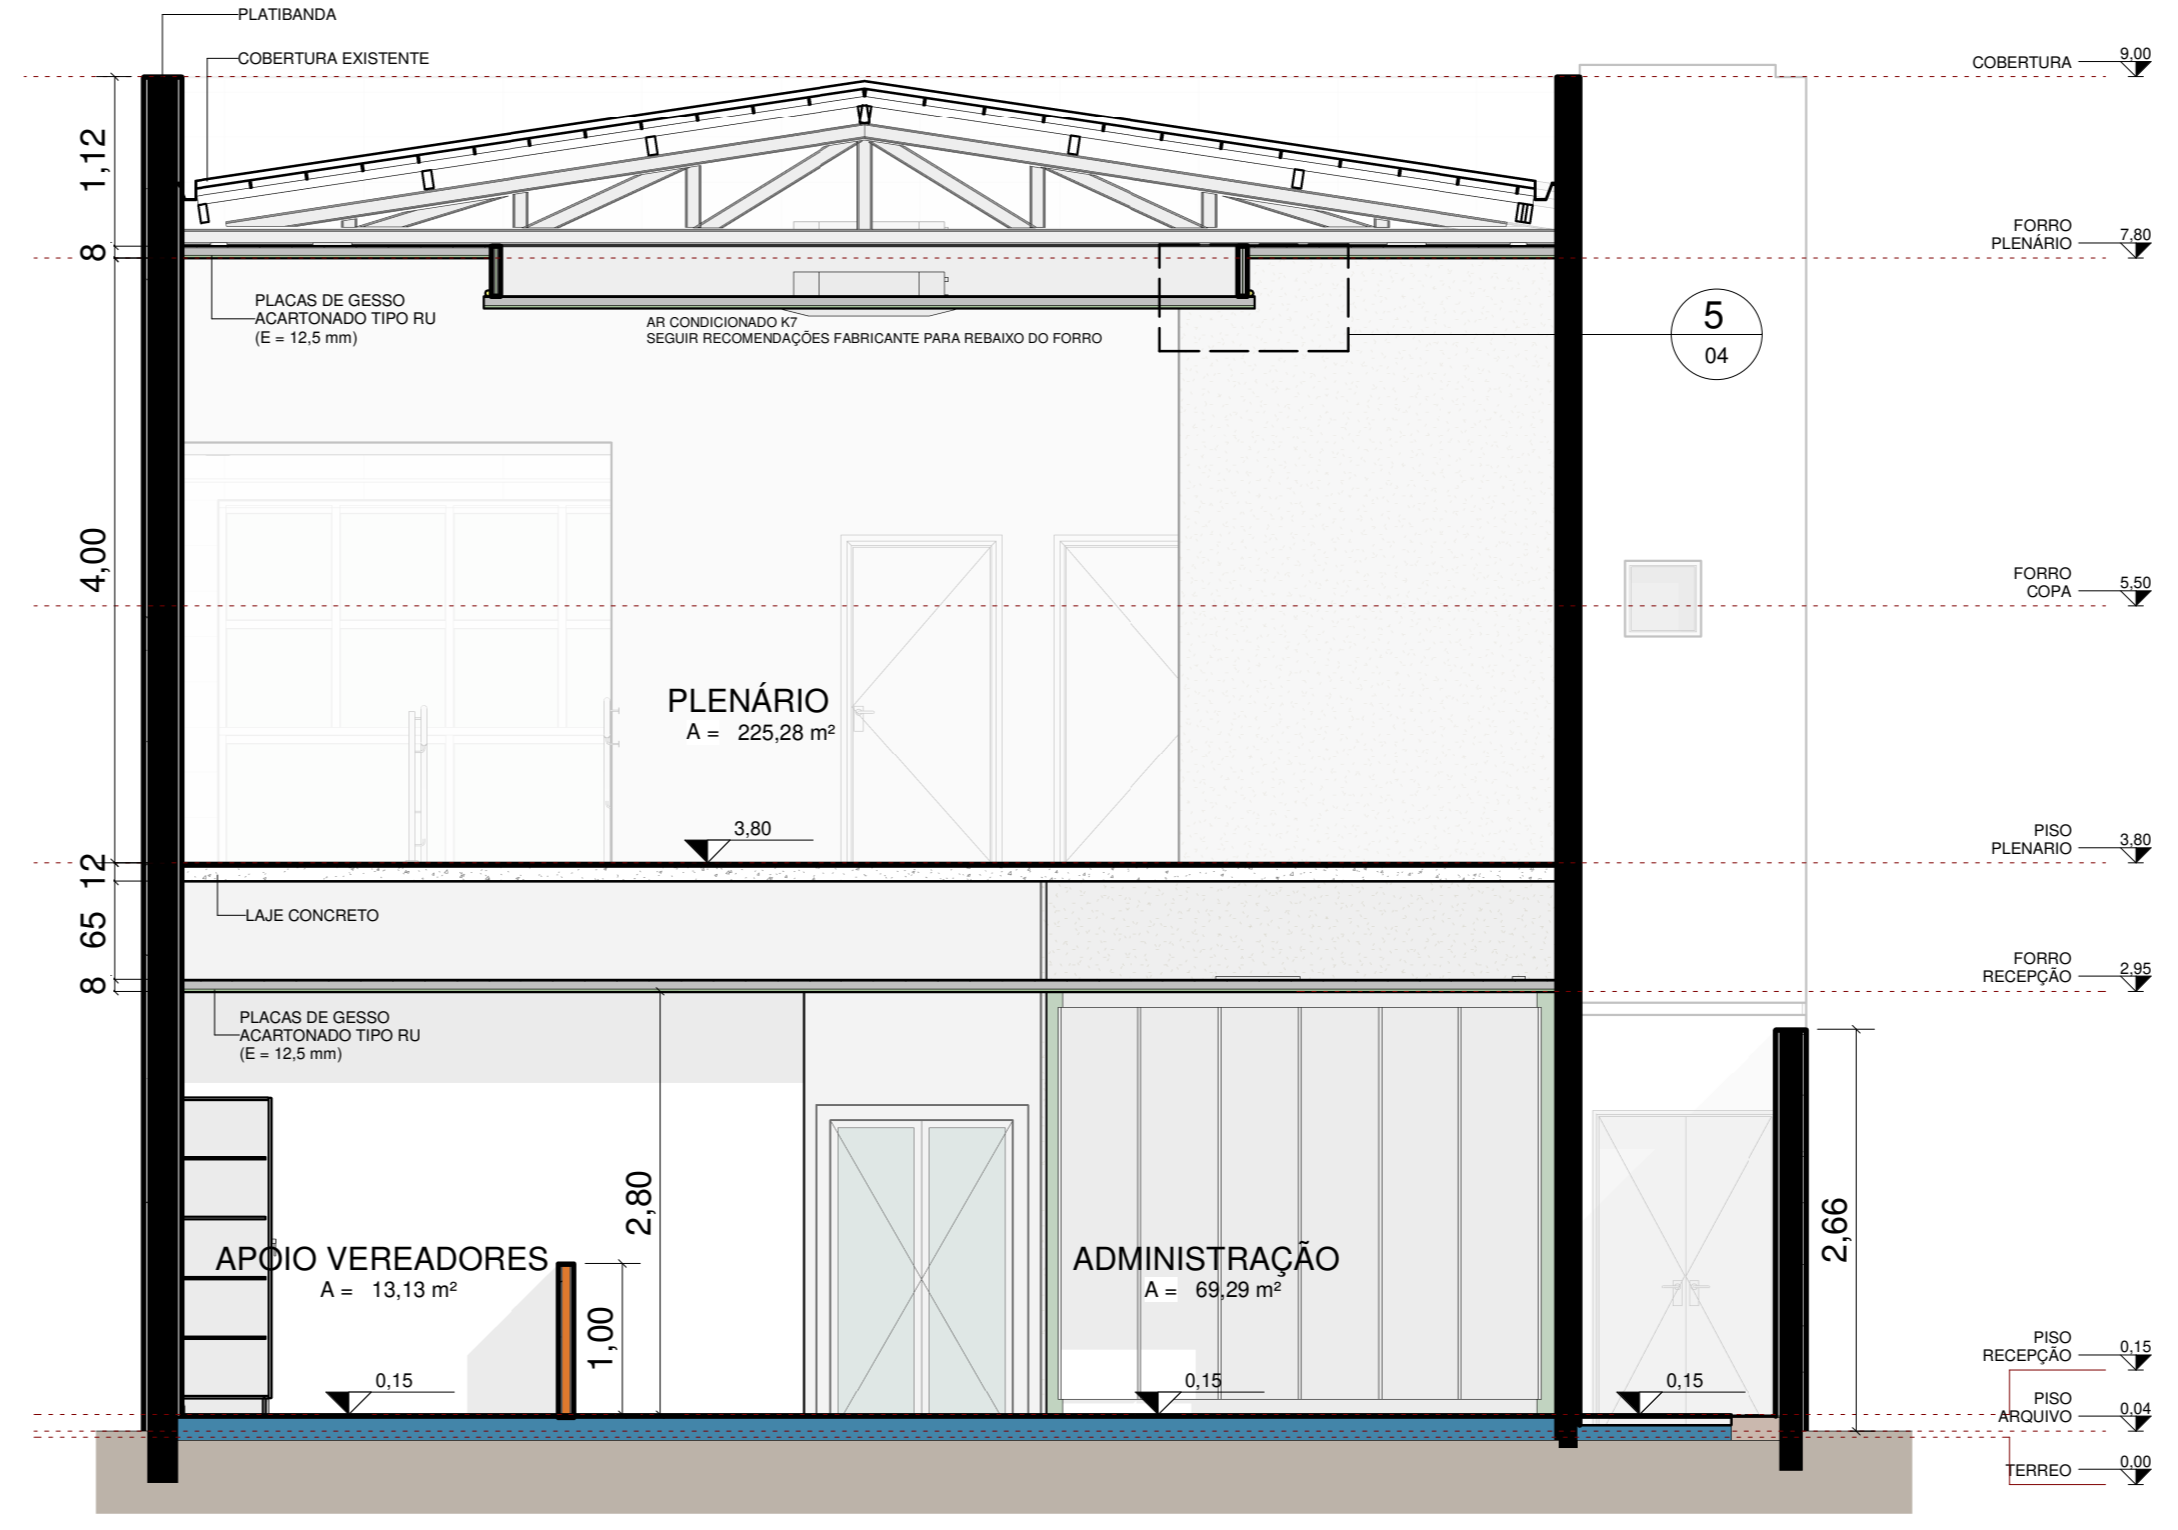 PLATIBANDA
COBERTURA EXISTENTE
COBERTURA
9,00
1,12
8
FORRO
PLENÁRIO
7,80
PLACAS DE GESSO
ACARTONADO TIPO RU
(E = 12,5 mm)
AR CONDICIONADO K7
SEGUIR RECOMENDAÇÕES FABRICANTE PARA REBAIXO DO FORRO
5
04
4,00
FORRO
COPA
5,50
PLENÁRIO
A = 225,28 m²
3,80
PISO
PLENARIO
3,80
12
LAJE CONCRETO
65
FORRO
RECEPÇÃO
2,95
8
PLACAS DE GESSO
ACARTONADO TIPO RU
(E = 12,5 mm)
2,80
2,66
APOIO VEREADORES
A = 13,13 m²
1,00
ADMINISTRAÇÃO
A = 69,29 m²
0,15
0,15
0,15
PISO
RECEPÇÃO
0,15
PISO
ARQUIVO
0,04
TERREO
0,00